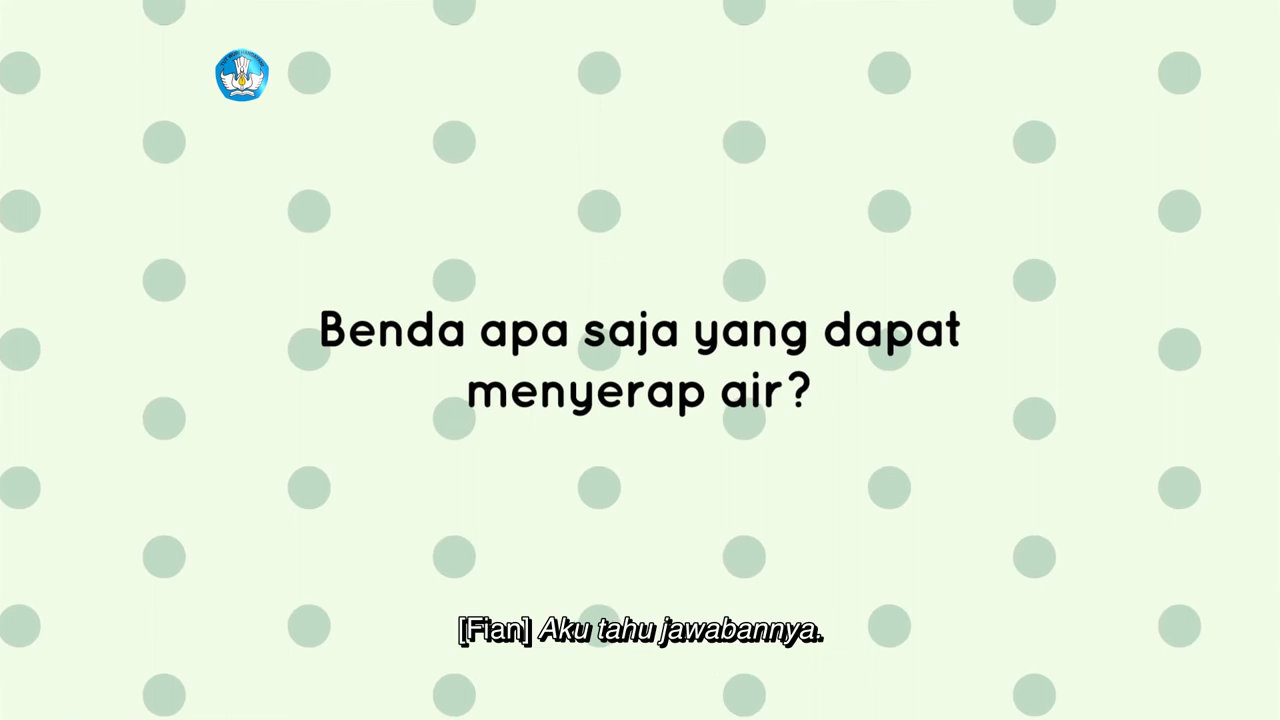 Benda apa saja yang dapat
menyerap air?
[Fian] Aku tahu jawabannya.